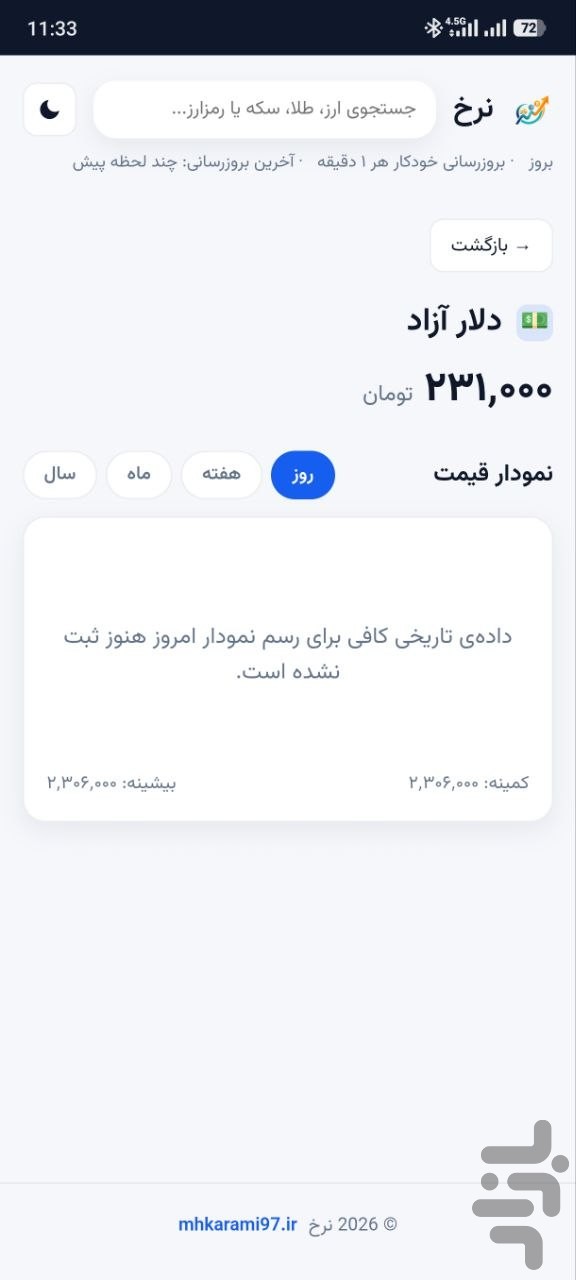 11:33
4.5G
72
نرخ
جستجوی ارز، طلا، سکه یا رمزارز...
بروز · بروزرسانی خودکار هر ۱ دقیقه · آخرین بروزرسانی: چند لحظه پیش
→ بازگشت
دلار آزاد
۲۳۱,۰۰۰ تومان
نمودار قیمت
روز
هفته
ماه
سال
داده‌ی تاریخی کافی برای رسم نمودار امروز هنوز ثبت
نشده است.
کمینه: ۲,۳۰۶,۰۰۰
بیشینه: ۲,۳۰۶,۰۰۰
© 2026 نرخ mhkarami97.ir